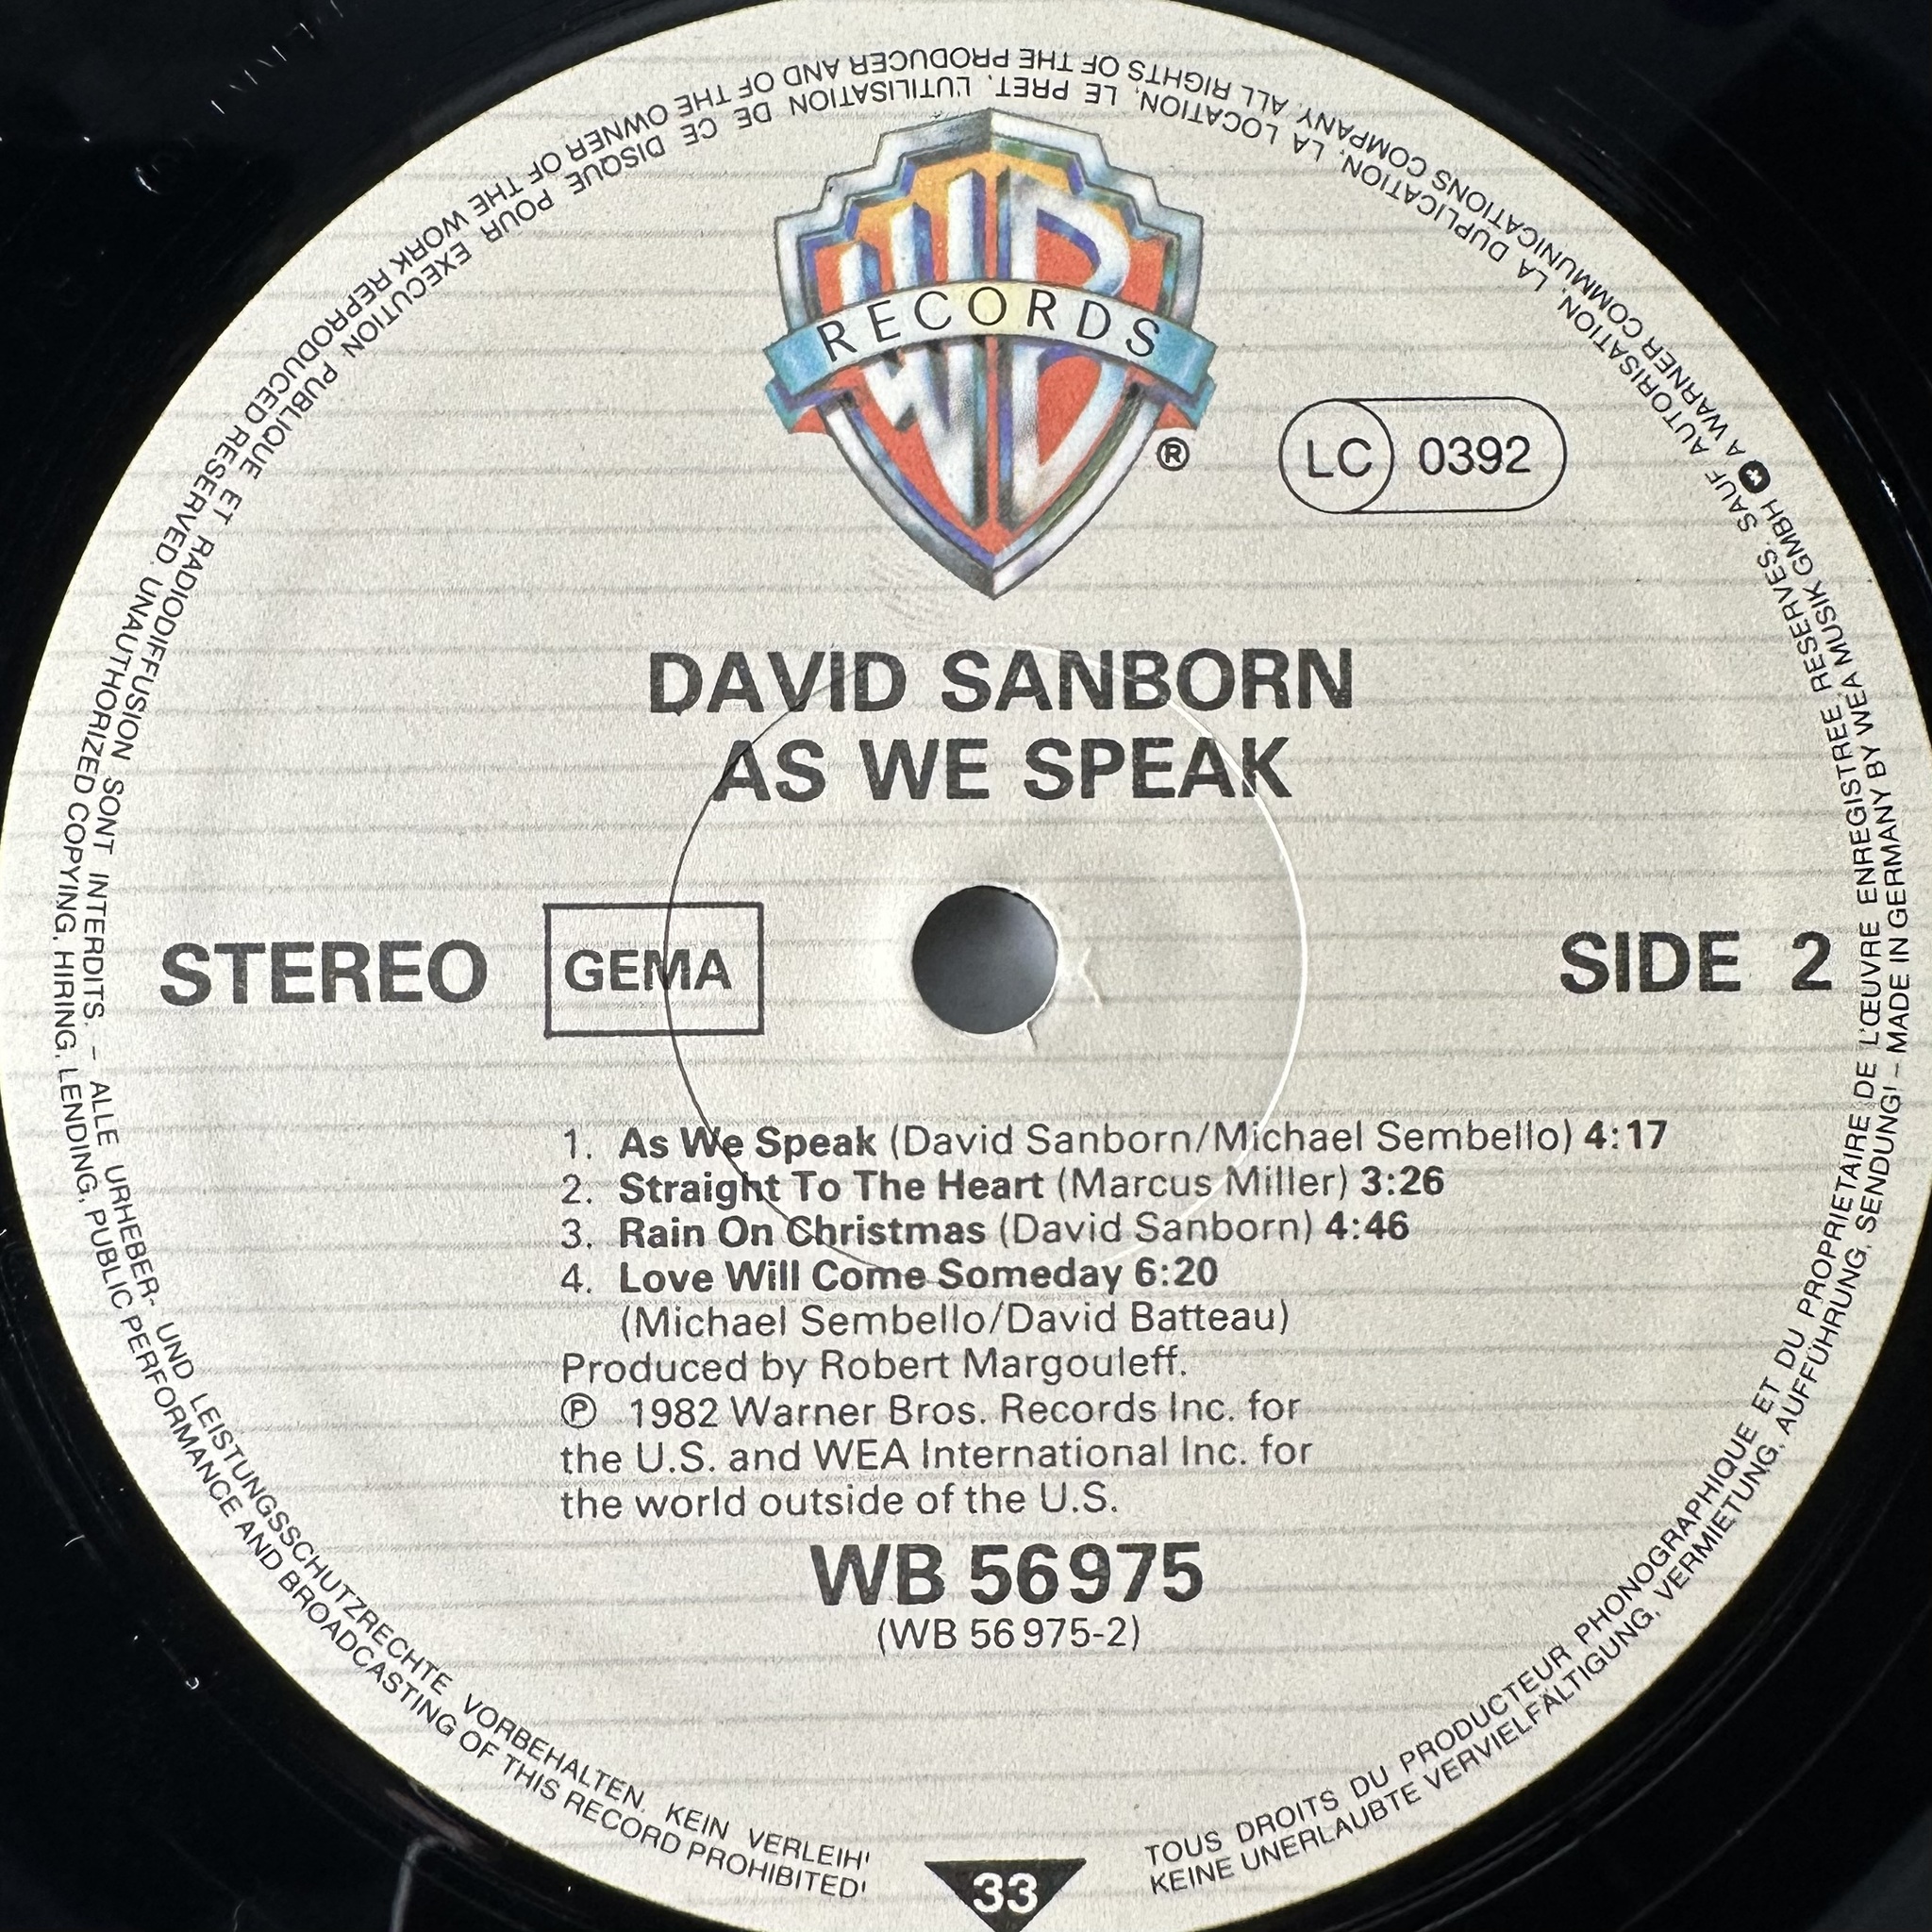 RECORDS
WB
®
LC 0392
DAVID SANBORN
AS WE SPEAK
STEREO GEMA SIDE 2
1. As We Speak (David Sanborn/Michael Sembello) 4:17
2. Straight To The Heart (Marcus Miller) 3:26
3. Rain On Christmas (David Sanborn) 4:46
4. Love Will Come Someday 6:20
(Michael Sembello/David Batteau)
Produced by Robert Margouleff.
℗ 1982 Warner Bros. Records Inc. for
the U.S. and WEA International Inc. for
the world outside of the U.S.
WB 56975
(WB 56 975-2)
33
TOUS DROITS DU PRODUCTEUR PHONOGRAPHIQUE ET DU PROPRIETAIRE DE L'ŒUVRE ENREGISTREE RESERVES. SAUF AUTORISATION, LA DUPLICATION, LA LOCATION, LE PRET, L'UTILISATION DE CE DISQUE POUR EXECUTION PUBLIQUE ET RADIODIFFUSION SONT INTERDITS. – ALLE URHEBER- UND LEISTUNGSSCHUTZRECHTE VORBEHALTEN. KEIN VERLEIH!
KEINE UNERLAUBTE VERVIELFÄLTIGUNG, VERMIETUNG, AUFFÜHRUNG, SENDUNG! – MADE IN GERMANY BY WEA MUSIK GMBH A WARNER COMMUNICATIONS COMPANY. ALL RIGHTS OF THE PRODUCER AND OF THE OWNER OF THE WORK REPRODUCED RESERVED. UNAUTHORIZED COPYING, HIRING, LENDING, PUBLIC PERFORMANCE AND BROADCASTING OF THIS RECORD PROHIBITED!